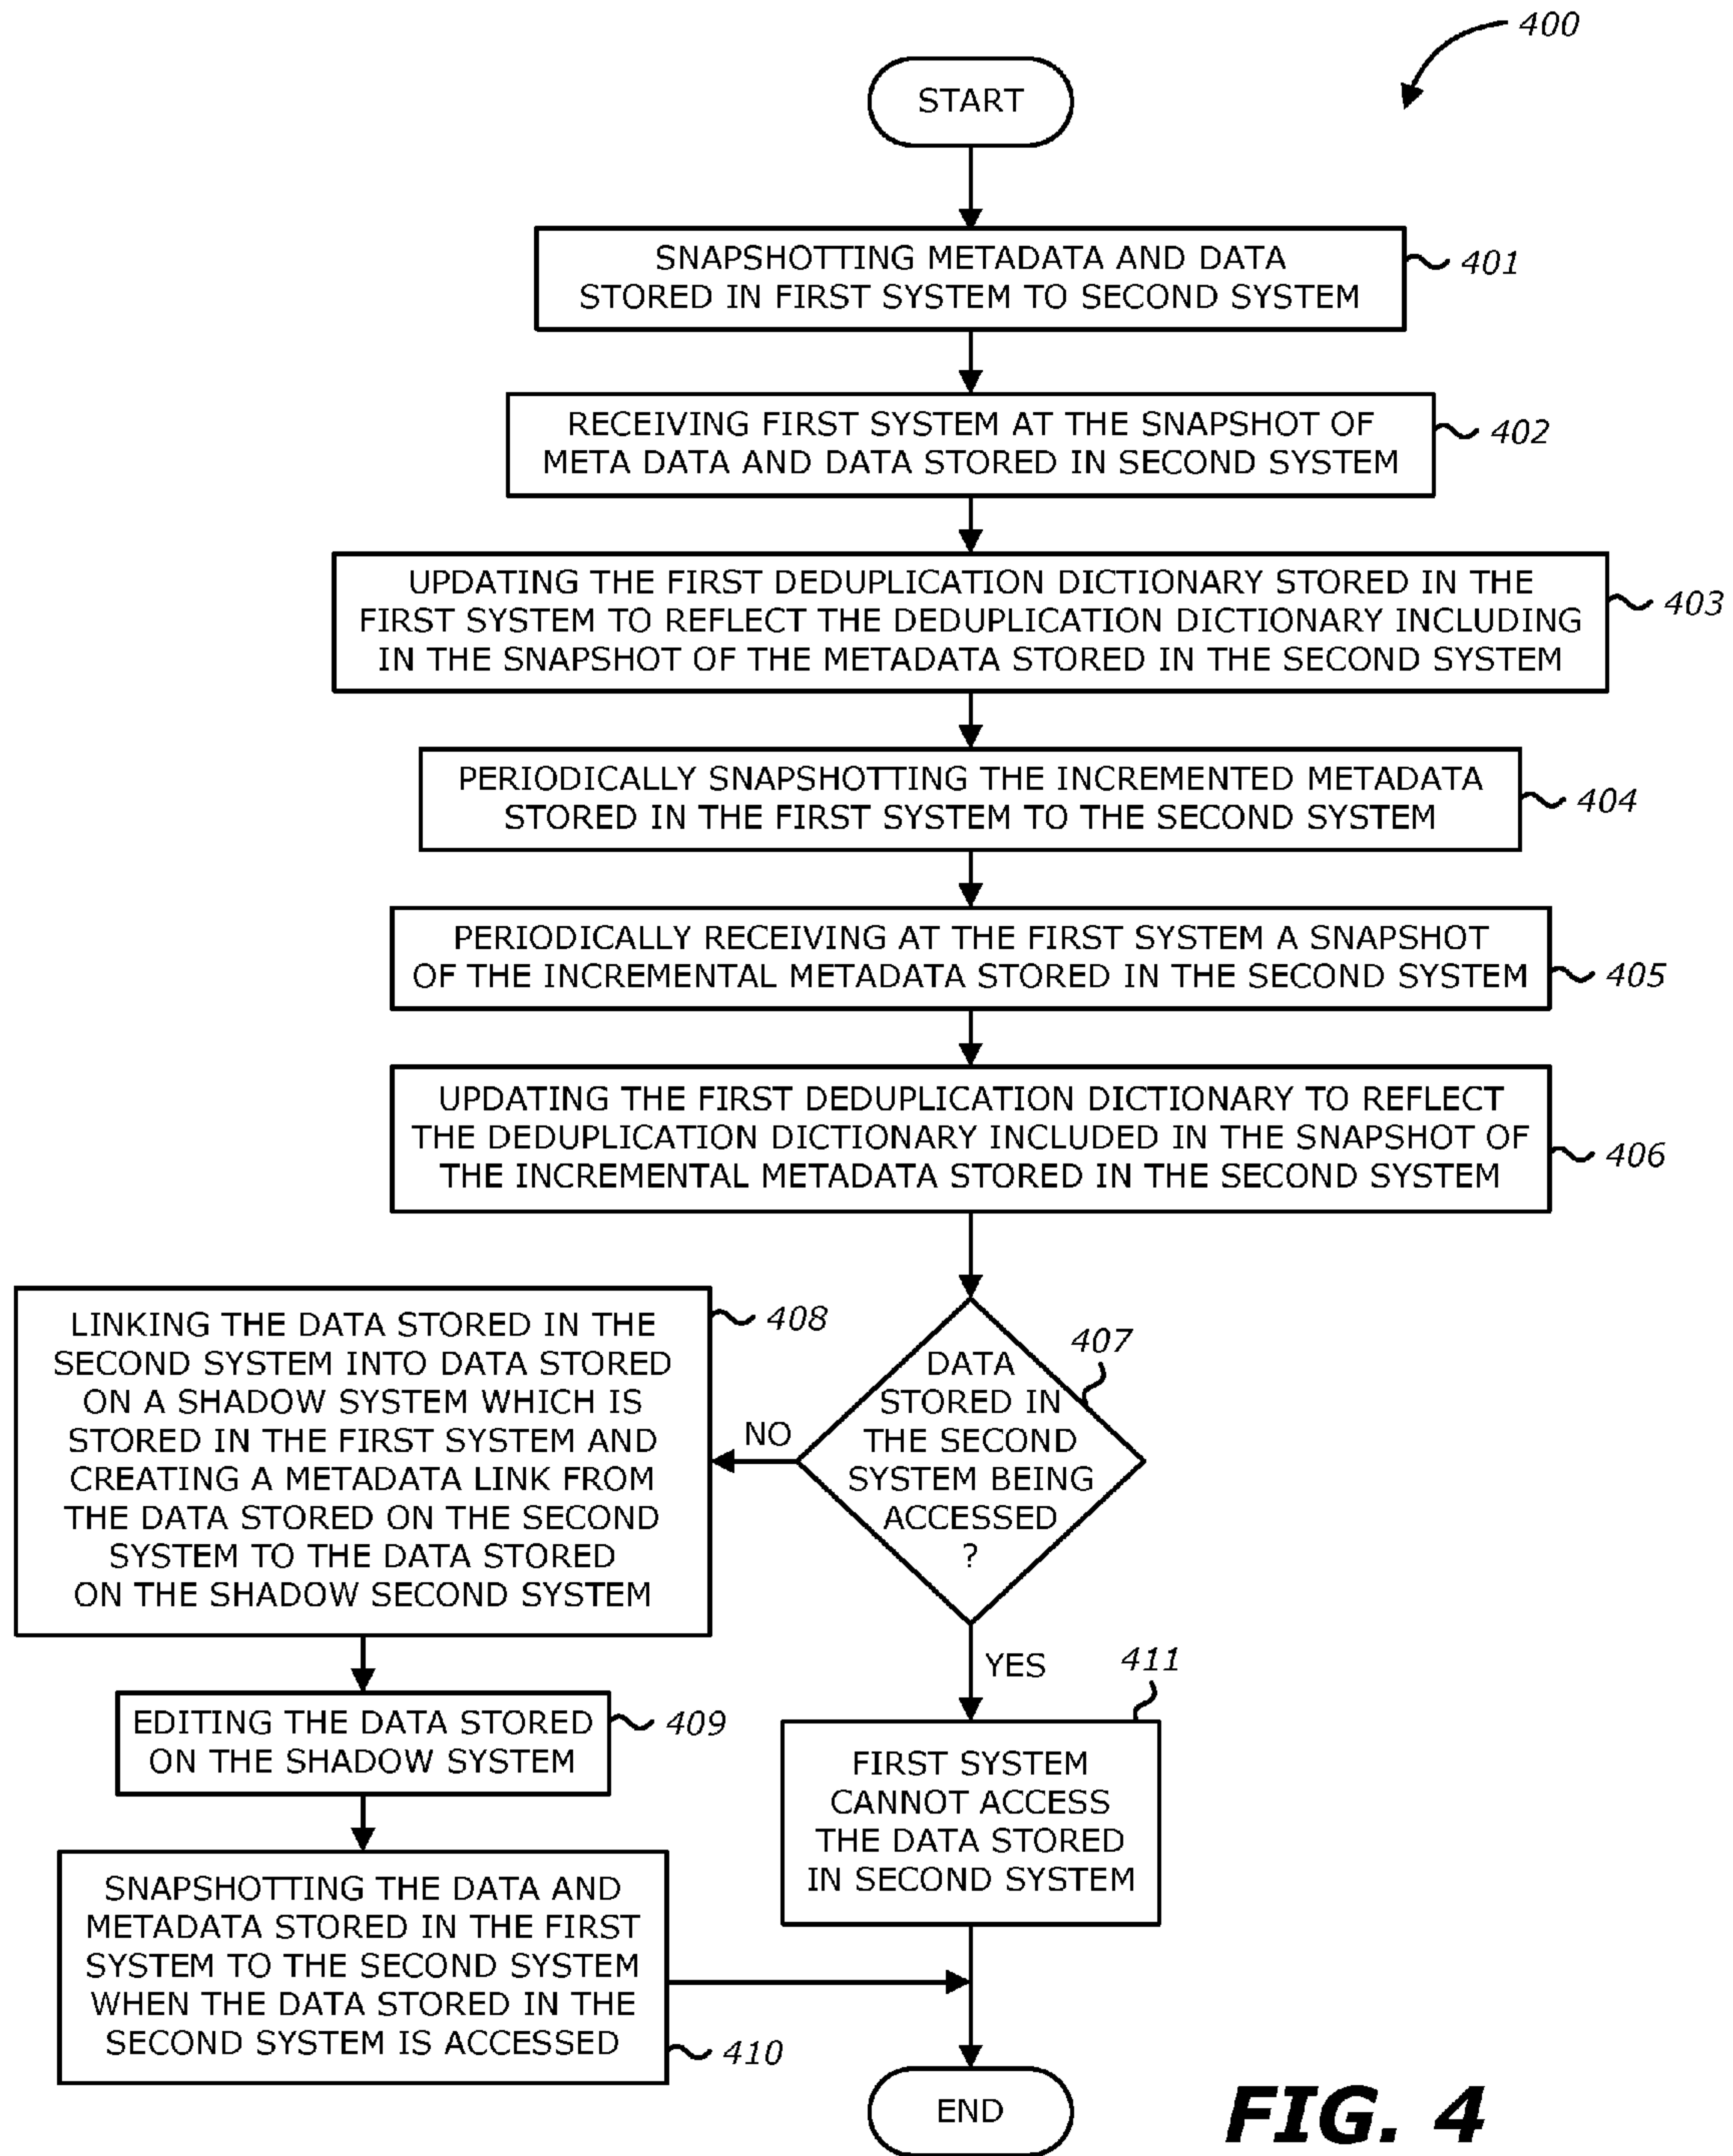 400
START
SNAPSHOTTING METADATA AND DATA
STORED IN FIRST SYSTEM TO SECOND SYSTEM
401
RECEIVING FIRST SYSTEM AT THE SNAPSHOT OF
META DATA AND DATA STORED IN SECOND SYSTEM
402
UPDATING THE FIRST DEDUPLICATION DICTIONARY STORED IN THE
FIRST SYSTEM TO REFLECT THE DEDUPLICATION DICTIONARY INCLUDING
IN THE SNAPSHOT OF THE METADATA STORED IN THE SECOND SYSTEM
403
PERIODICALLY SNAPSHOTTING THE INCREMENTED METADATA
STORED IN THE FIRST SYSTEM TO THE SECOND SYSTEM
404
PERIODICALLY RECEIVING AT THE FIRST SYSTEM A SNAPSHOT
OF THE INCREMENTAL METADATA STORED IN THE SECOND SYSTEM
405
UPDATING THE FIRST DEDUPLICATION DICTIONARY TO REFLECT
THE DEDUPLICATION DICTIONARY INCLUDED IN THE SNAPSHOT OF
THE INCREMENTAL METADATA STORED IN THE SECOND SYSTEM
406
DATA
STORED IN
THE SECOND
SYSTEM BEING
ACCESSED
?
407
NO
LINKING THE DATA STORED IN THE
SECOND SYSTEM INTO DATA STORED
ON A SHADOW SYSTEM WHICH IS
STORED IN THE FIRST SYSTEM AND
CREATING A METADATA LINK FROM
THE DATA STORED ON THE SECOND
SYSTEM TO THE DATA STORED
ON THE SHADOW SECOND SYSTEM
408
EDITING THE DATA STORED
ON THE SHADOW SYSTEM
409
SNAPSHOTTING THE DATA AND
METADATA STORED IN THE FIRST
SYSTEM TO THE SECOND SYSTEM
WHEN THE DATA STORED IN THE
SECOND SYSTEM IS ACCESSED
410
YES
411
FIRST SYSTEM
CANNOT ACCESS
THE DATA STORED
IN SECOND SYSTEM
END
FIG. 4